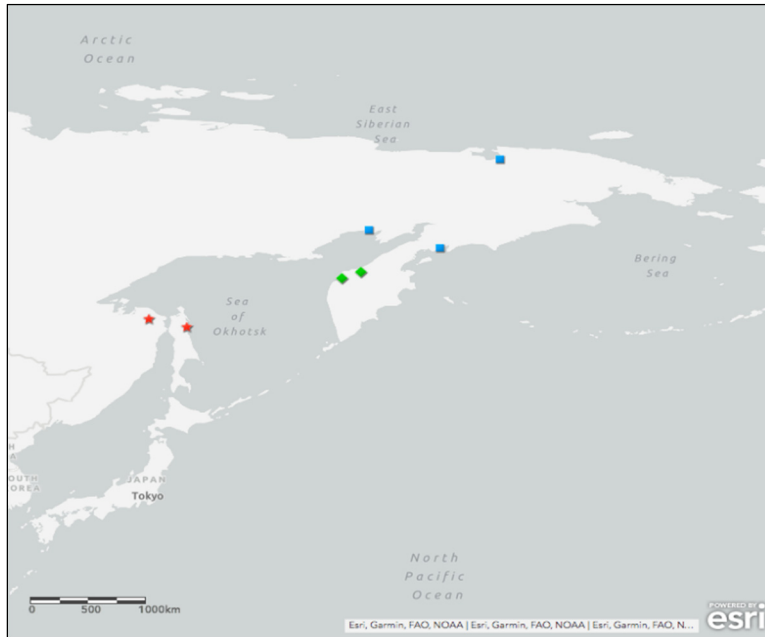 Arctic
Ocean
East
Siberian
Sea
Bering
Sea
Sea
of
Okhotsk
H
A
OUTH
OREA
JAPAN
Tokyo
North
Pacific
Ocean
0 500 1000km
Esri, Garmin, FAO, NOAA | Esri, Garmin, FAO, NOAA | Esri, Garmin, FAO, N...
POWERED BY
esri